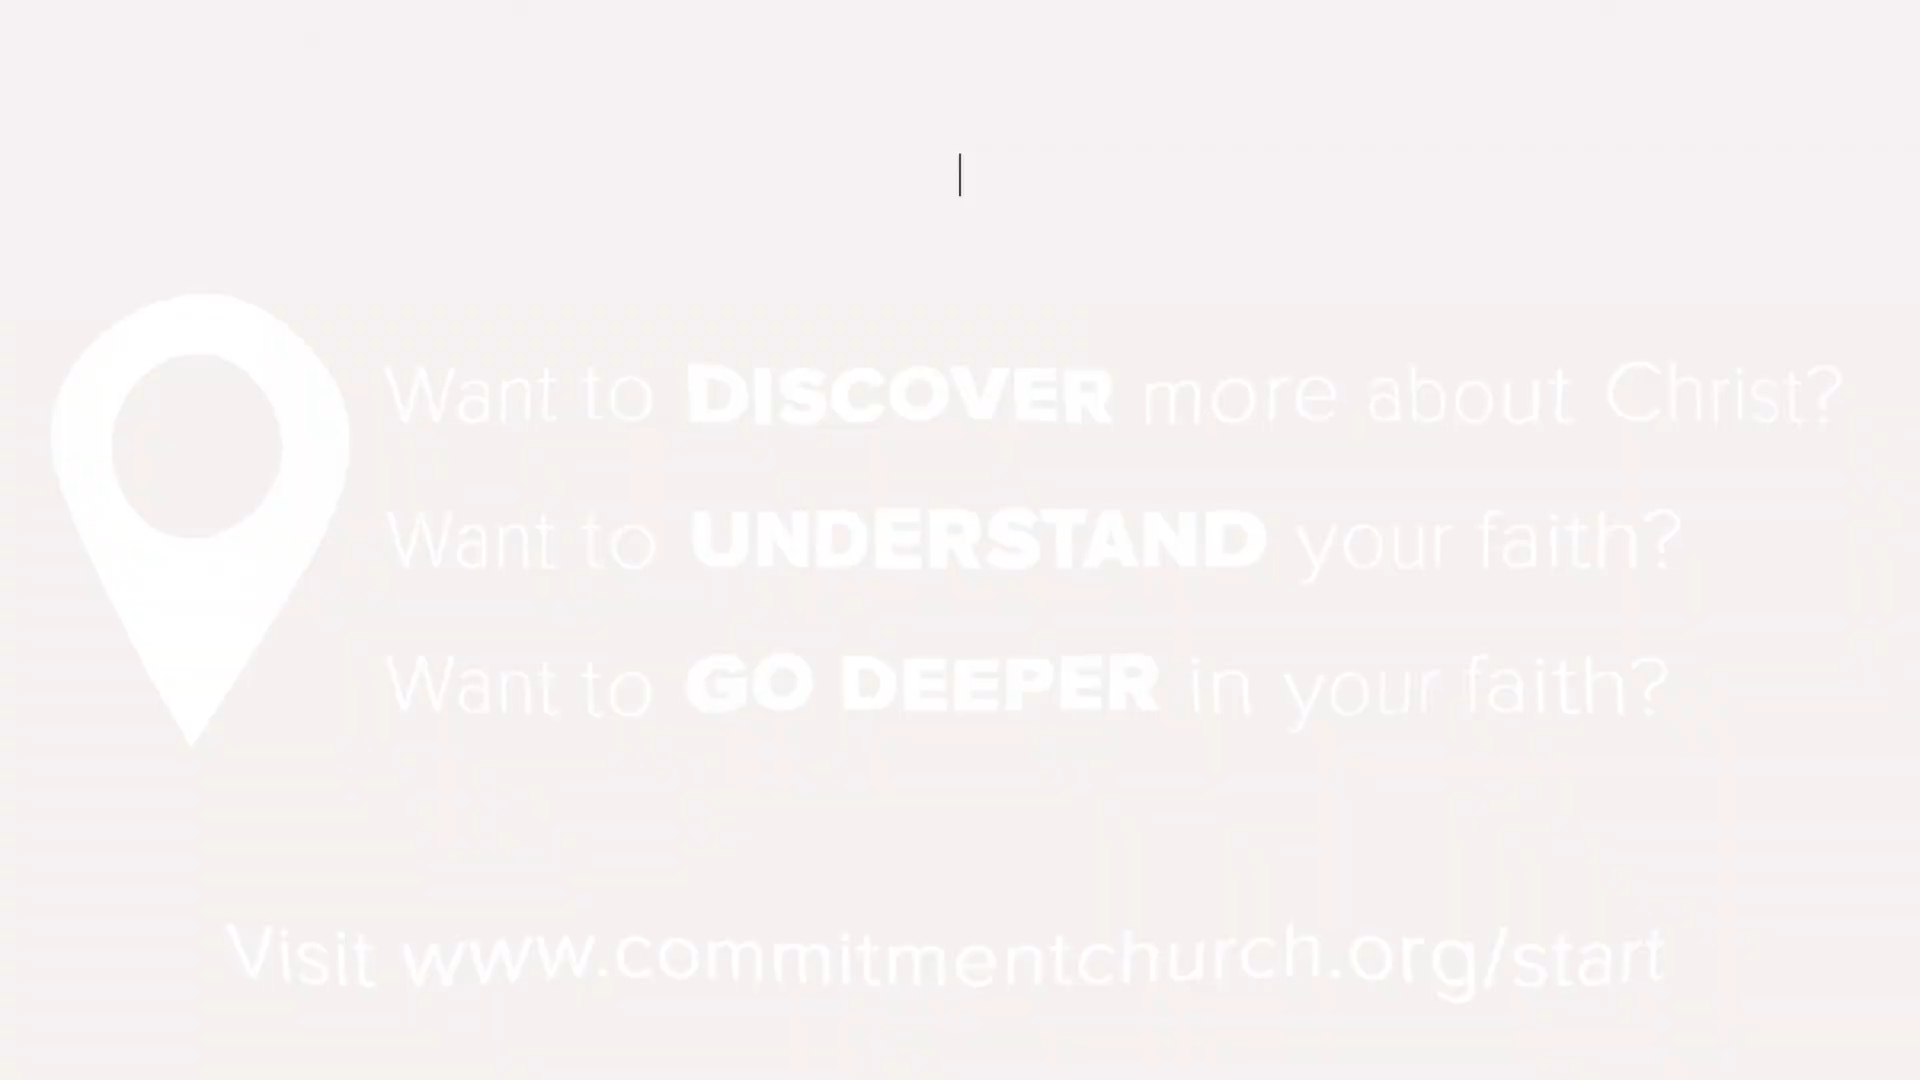 Want to DISCOVER more about Christ?
Want to UNDERSTAND your faith?
Want to GO DEEPER in your faith?
Visit www.commitmentchurch.org/start